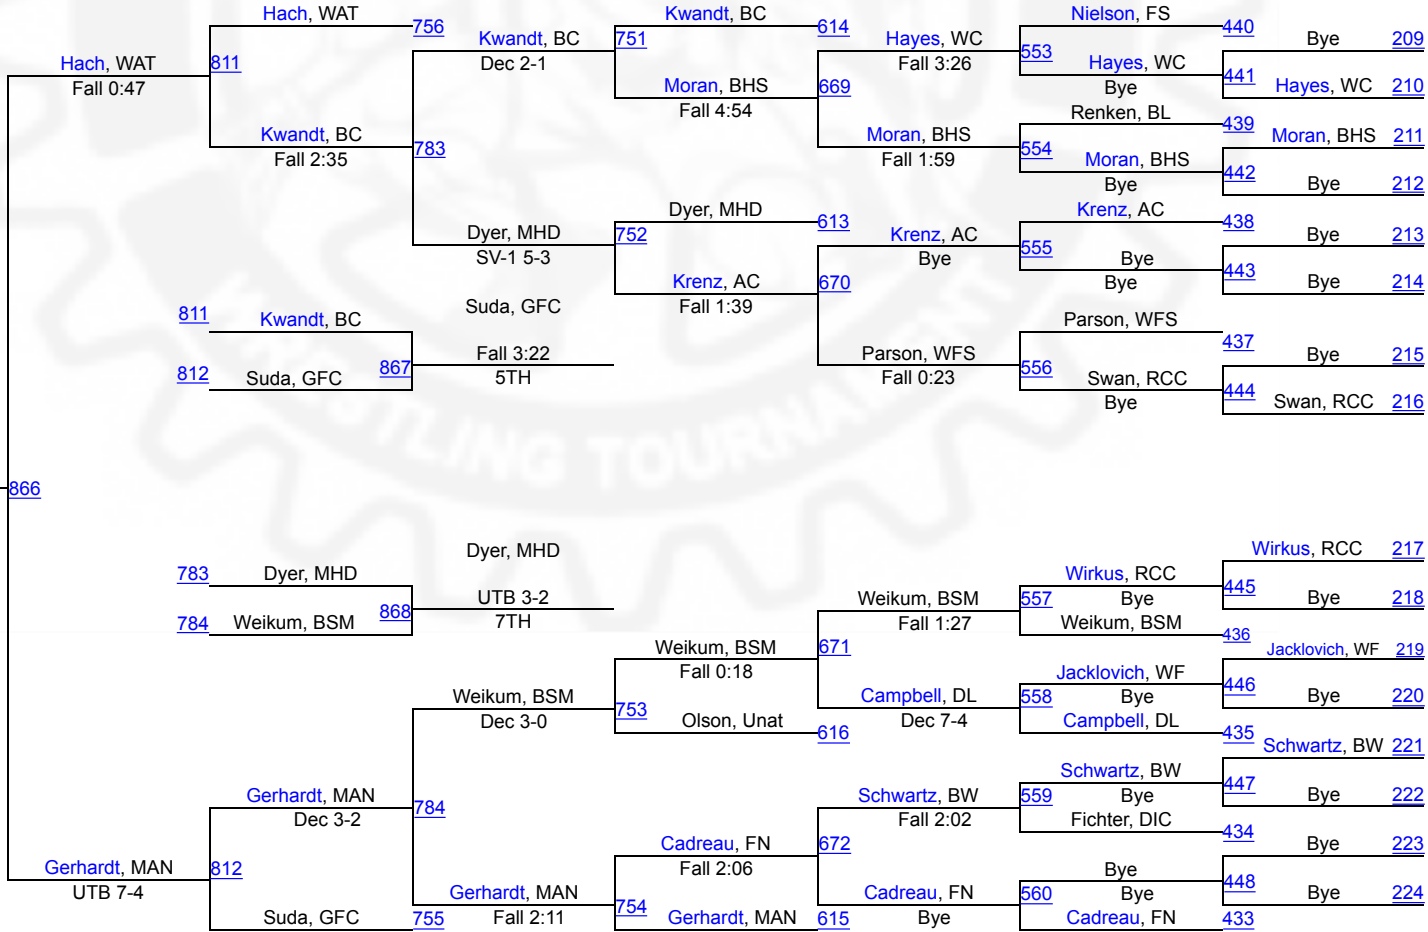 Hach, WAT
756
Kwandt, BC
614
Nielson, FS
440
Bye 209
Kwandt, BC
751
Dec 2-1
Hayes, WC
Fall 3:26
553
Hach, WAT
811
Fall 0:47
Hayes, WC
441
Bye
Hayes, WC 210
Moran, BHS
669
Fall 4:54
Renken, BL
439
Kwandt, BC
783
Fall 2:35
Moran, BHS
Fall 1:59
554
Moran, BHS 211
Moran, BHS
442
Bye
Bye 212
Dyer, MHD
613
Krenz, AC
438
Dyer, MHD
752
SV-1 5-3
Krenz, AC
Bye
555
Bye 213
Bye
443
Bye
Bye 214
Krenz, AC
670
Fall 1:39
Suda, GFC
811
Kwandt, BC
Parson, WFS
437
Fall 3:22
5TH
Parson, WFS
Fall 0:23
556
Bye 215
812
Suda, GFC
867
Swan, RCC
444
Bye
Swan, RCC 216
WRESTLING TOURNAMENT
866
Dyer, MHD
Wirkus, RCC 217
783
Dyer, MHD
Wirkus, RCC
445
UTB 3-2
7TH
Weikum, BSM
Fall 1:27
557
Bye
Bye 218
784
Weikum, BSM
868
Weikum, BSM
436
Weikum, BSM
671
Fall 0:18
Jacklovich, WF 219
Weikum, BSM
753
Dec 3-0
Campbell, DL
Dec 7-4
Jacklovich, WF
446
558
Bye
Bye 220
Olson, Unat
616
Campbell, DL
435
Schwartz, BW 221
Gerhardt, MAN
784
Dec 3-2
Schwartz, BW
Fall 2:02
Schwartz, BW
447
559
Bye
Bye 222
Fichter, DIC
434
Cadreau, FN
672
Fall 2:06
Bye 223
Gerhardt, MAN
812
UTB 7-4
Bye
448
Gerhardt, MAN
754
Fall 2:11
Cadreau, FN
Bye
560
Bye
Bye 224
Suda, GFC
755
Gerhardt, MAN
615
Cadreau, FN
433